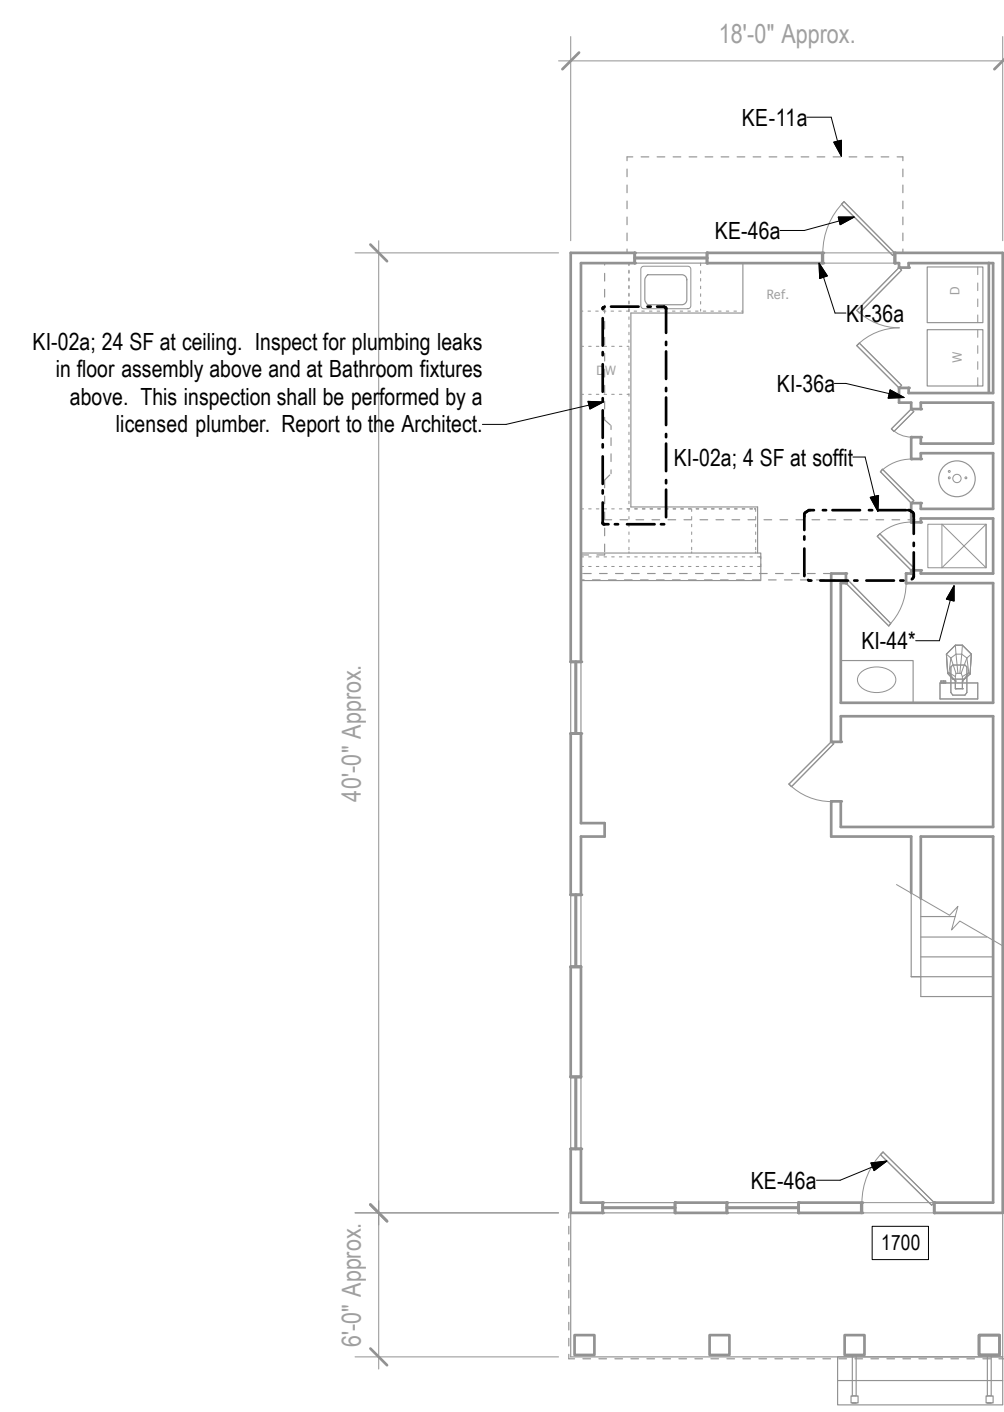 18'-0" Approx.
KE-11a
KE-46a
Ref.
D
KI-36a
KI-02a; 24 SF at ceiling.  Inspect for plumbing leaks
in floor assembly above and at Bathroom fixtures
above.  This inspection shall be performed by a
licensed plumber.  Report to the Architect.
DW
W
KI-36a
KI-02a; 4 SF at soffit
KI-44*
40'-0" Approx.
KE-46a
1700
6'-0" Approx.